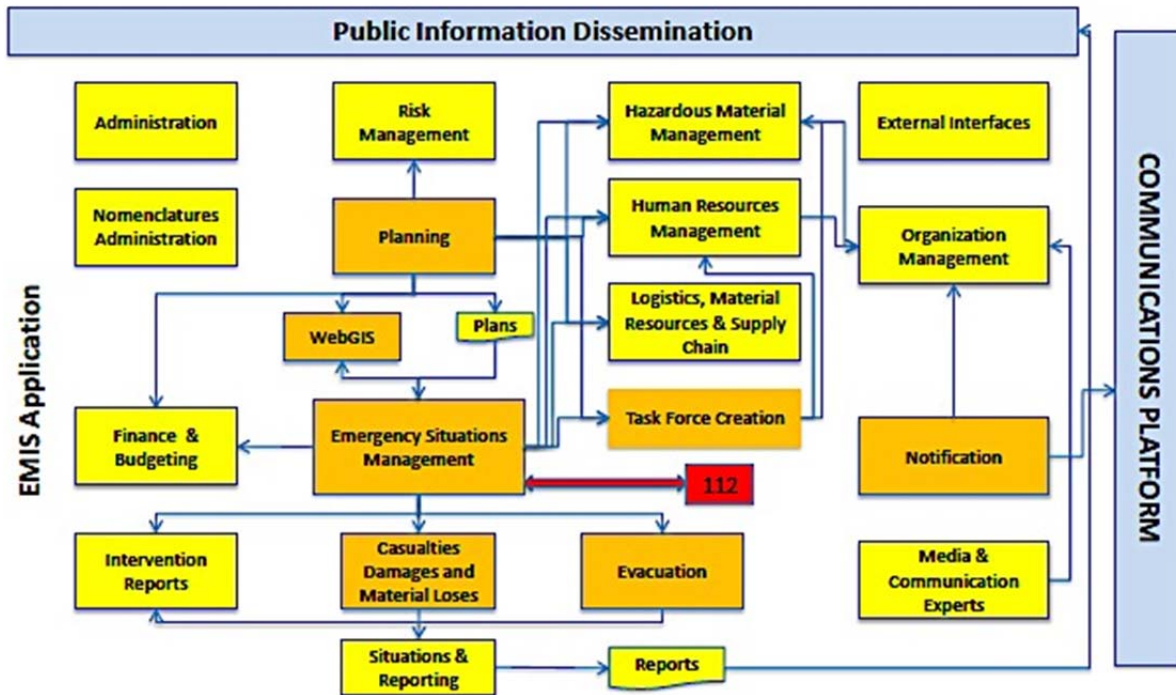 Public Information Dissemination
Administration
Risk
Management
Hazardous Material
Management
External Interfaces
Nomenclatures
Administration
Planning
Human Resources
Management
Organization
Management
WebGIS
Plans
Logistics, Material
Resources & Supply
Chain
Finance & 
Budgeting
Emergency Situations
Management
Task Force Creation
Notification
112
Intervention
Reports
Casualties
Damages and
Material Loses
Evacuation
Media &
Communication
Experts
Situations &
Reporting
Reports
EMIS Application
COMMUNICATIONS PLATFORM